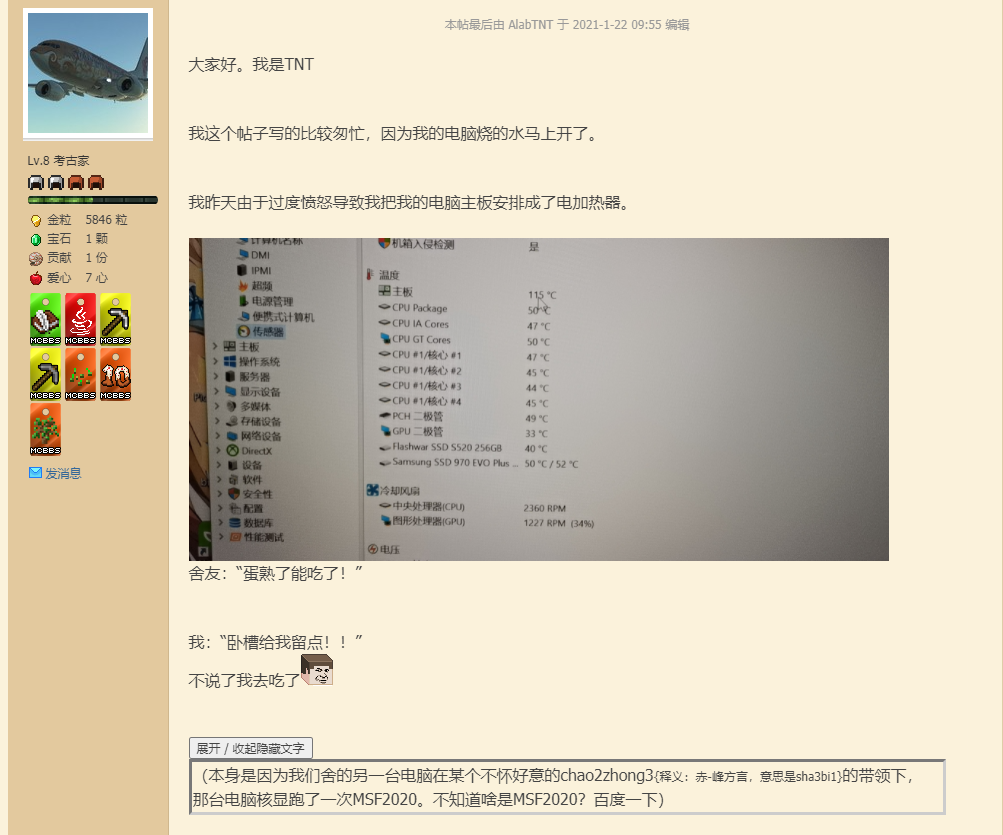 本帖最后由 AlabTNT 于 2021-1-22 09:55 编辑
大家好。我是TNT
我这个帖子写的比较匆忙，因为我的电脑烧的水马上开了。
我昨天由于过度愤怒导致我把我的电脑主板安排成了电加热器。
Lv.8 考古家
金粒 5846 粒
宝石 1 颗
贡献 1 份
爱心 7 心
MCBBS MCBBS MCBBS
MCBBS MCBBS MCBBS
MCBBS
发消息
计算机名称
DMI
IPMI
超频
电源管理
便携式计算机
传感器
主板
操作系统
服务器
显示设备
多媒体
存储设备
网络设备
DirectX
设备
软件
安全性
配置
数据库
性能测试
机箱入侵检测 是
温度
主板 115 °C
CPU Package 50 °C
CPU IA Cores 47 °C
CPU GT Cores 50 °C
CPU #1/核心 #1 47 °C
CPU #1/核心 #2 45 °C
CPU #1/核心 #3 44 °C
CPU #1/核心 #4 45 °C
PCH 二极管 49 °C
GPU 二极管 33 °C
Flashwar SSD S520 256GB 40 °C
Samsung SSD 970 EVO Plus ... 50 °C / 52 °C
冷却风扇
中央处理器(CPU) 2360 RPM
图形处理器(GPU) 1227 RPM (34%)
电压
舍友：“蛋熟了能吃了！”
我：“卧槽给我留点！！”
不说了我去吃了
展开 / 收起隐藏文字
（本身是因为我们舍的另一台电脑在某个不怀好意的chao2zhong3{释义：赤-峰方言，意思是sha3bi1}的带领下，
那台电脑核显跑了一次MSF2020。不知道啥是MSF2020？百度一下）